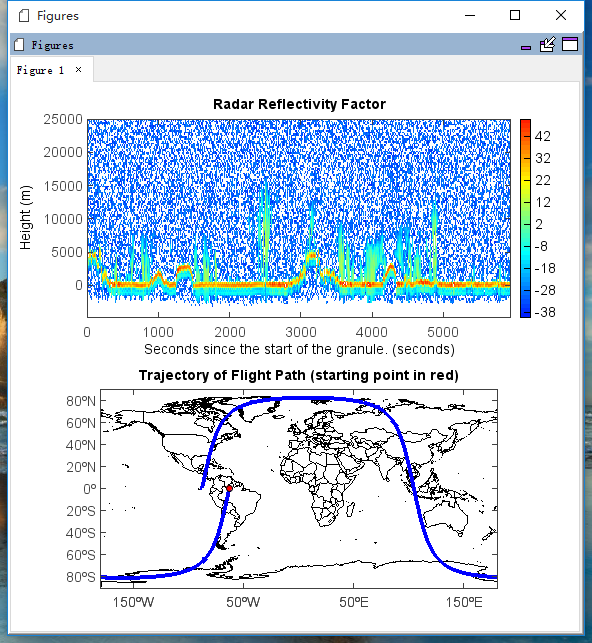 Figures
Figures
Figure 1 ×
Radar Reflectivity Factor
25000
20000
15000
10000
5000
0
Height (m)
0 1000 2000 3000 4000 5000
Seconds since the start of the granule. (seconds)
42
32
22
12
2
-8
-18
-28
-38
Trajectory of Flight Path (starting point in red)
80°N
60°N
40°N
20°N
0°
20°S
40°S
60°S
80°S
150°W 50°W 50°E 150°E